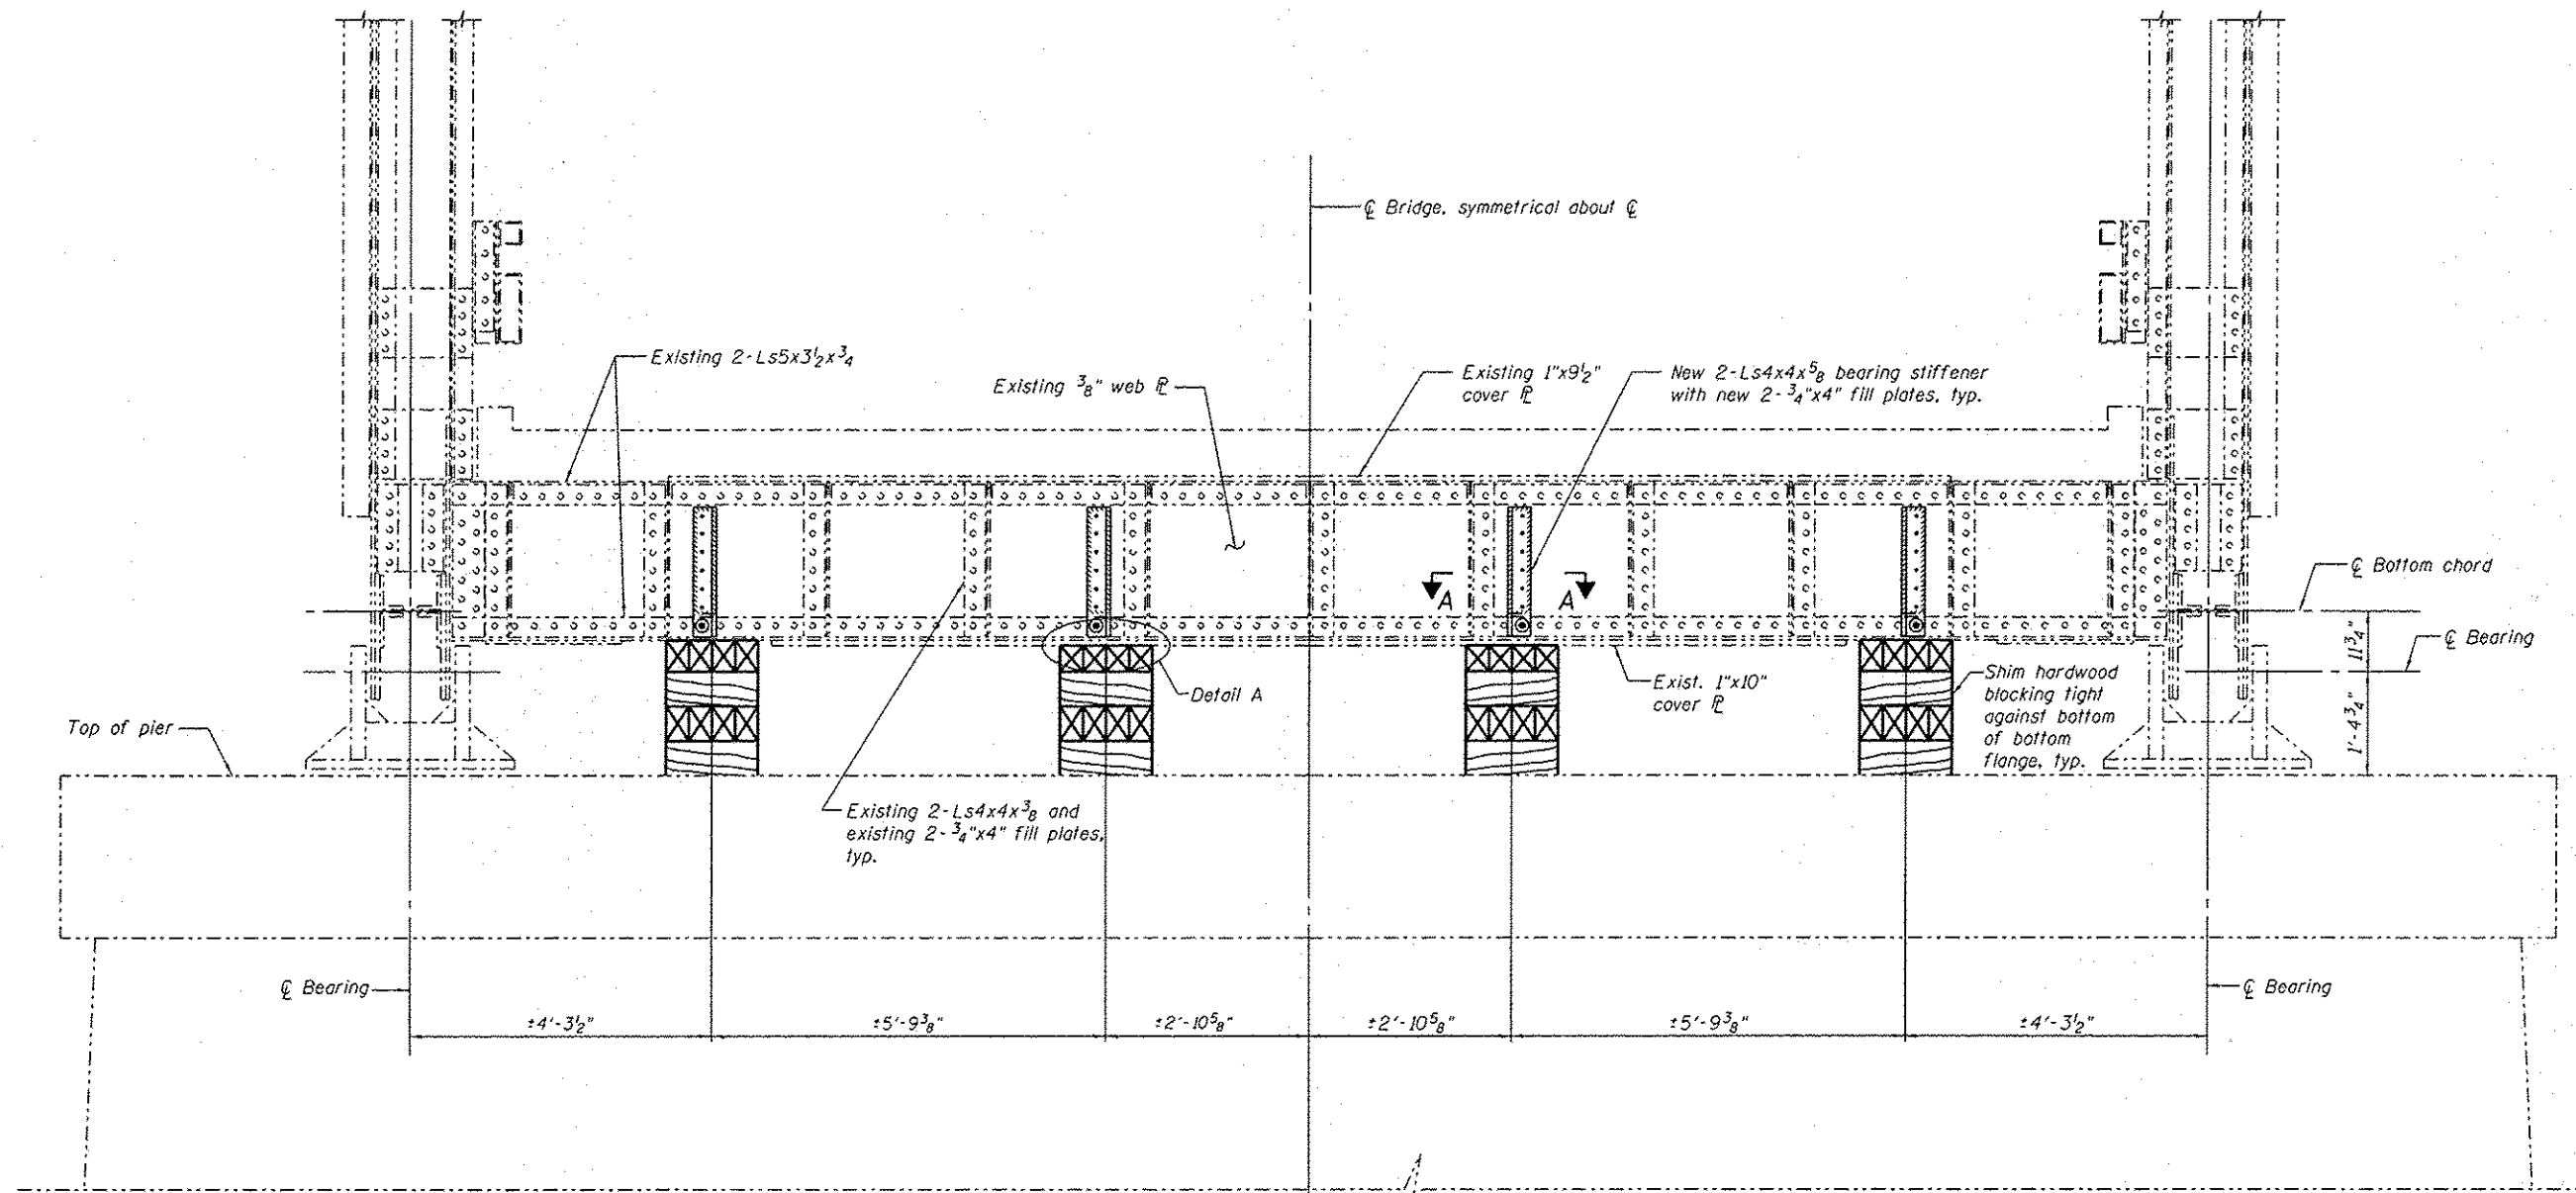 ℄ Bridge, symmetrical about ℄
Existing 2-Ls5x3½x¾
Existing ⅜" web ℞
Existing 1"x9½"
cover ℞
New 2-Ls4x4x⅝ bearing stiffener
with new 2-¾"x4" fill plates, typ.
A
A
℄ Bottom chord
℄ Bearing
11¾"
1'-4¾"
Exist. 1"x10"
cover ℞
Detail A
Shim hardwood
blocking tight
against bottom
of bottom
flange, typ.
Top of pier
Existing 2-Ls4x4x⅜ and
existing 2-¾"x4" fill plates,
typ.
℄ Bearing
℄ Bearing
±4'-3½"
±5'-9⅜"
±2'-10⅝"
±2'-10⅝"
±5'-9⅜"
±4'-3½"